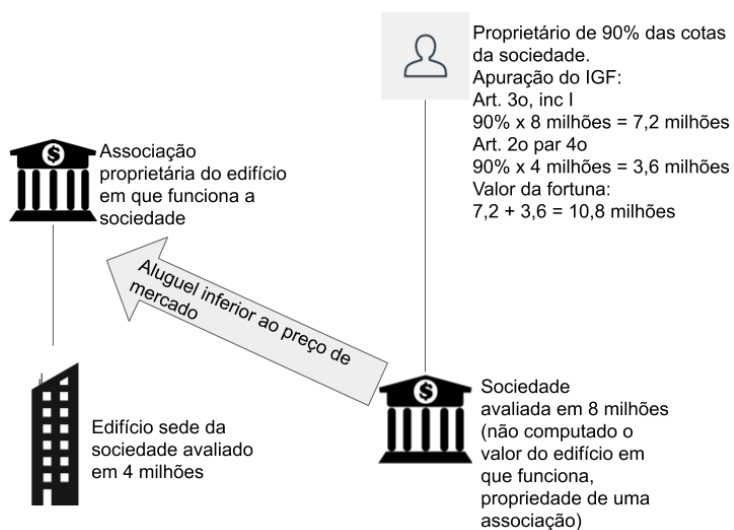 Proprietário de 90% das cotas
da sociedade.
Apuração do IGF:
Art. 3o, inc I
90% x 8 milhões = 7,2 milhões
Art. 2o par 4o
90% x 4 milhões = 3,6 milhões
Valor da fortuna:
7,2 + 3,6 = 10,8 milhões
$
Associação
proprietária do edifício
em que funciona a
sociedade
Aluguel inferior ao preço de
mercado
Edifício sede da
sociedade avaliado
em 4 milhões
$
Sociedade
avaliada em 8 milhões
(não computado o
valor do edifício em
que funciona,
propriedade de uma
associação)